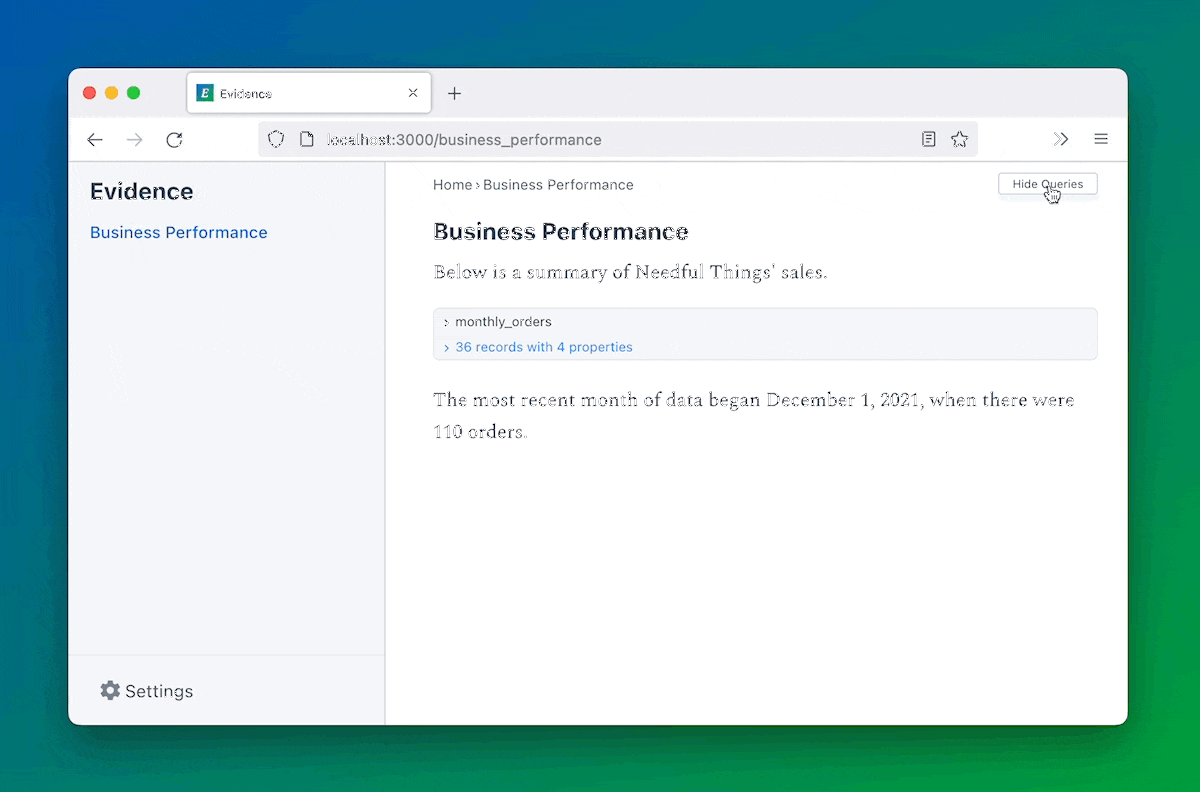 Evidence
localhost:3000/business_performance
Evidence
Business Performance
Settings
Home › Business Performance
Hide Queries
Business Performance
Below is a summary of Needful Things' sales.
monthly_orders
36 records with 4 properties
The most recent month of data began December 1, 2021, when there were
110 orders.